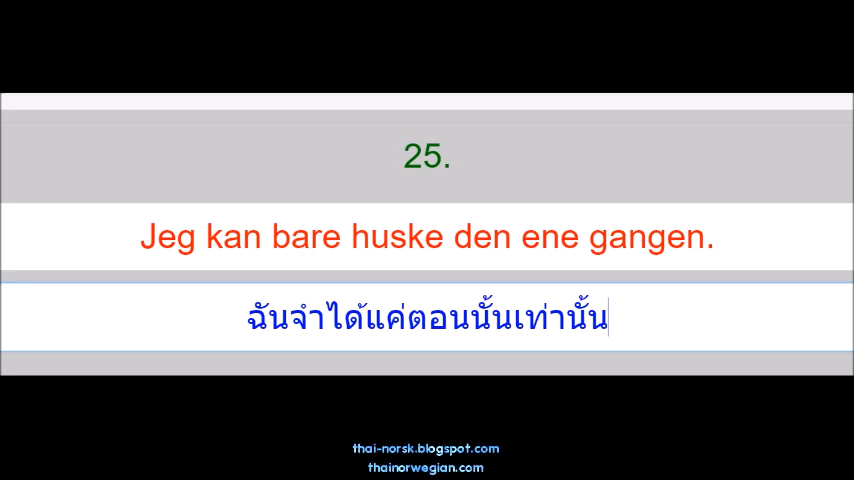 25.
Jeg kan bare huske den ene gangen.
ฉันจำได้แค่ตอนนั้นเท่านั้น
thai-norsk.blogspot.com
thainorwegian.com